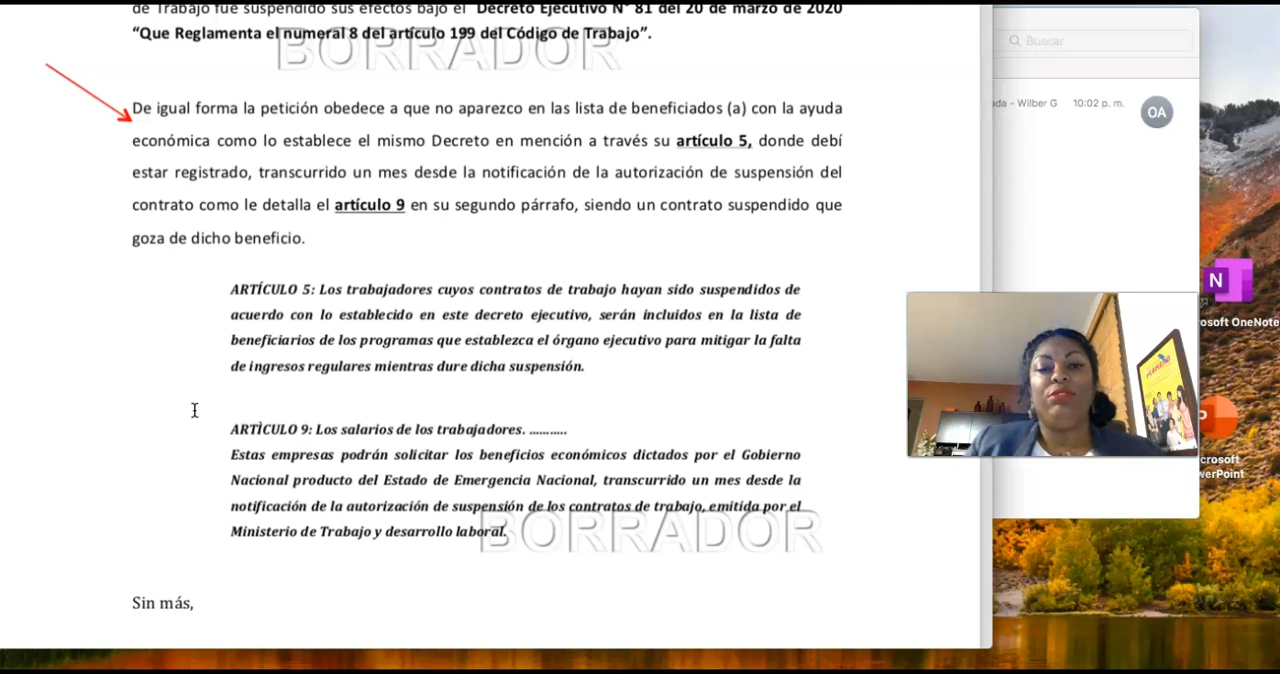 de Trabajo fue suspendido sus efectos bajo el "Decreto Ejecutivo N° 81 del 20 de marzo de 2020
“Que Reglamenta el numeral 8 del artículo 199 del Código de Trabajo”.
BORRADOR
De igual forma la petición obedece a que no aparezco en las lista de beneficiados (a) con la ayuda
económica como lo establece el mismo Decreto en mención a través su artículo 5, donde debí
estar registrado, transcurrido un mes desde la notificación de la autorización de suspensión del
contrato como le detalla el artículo 9 en su segundo párrafo, siendo un contrato suspendido que
goza de dicho beneficio.
ARTÍCULO 5: Los trabajadores cuyos contratos de trabajo hayan sido suspendidos de
acuerdo con lo establecido en este decreto ejecutivo, serán incluidos en la lista de
beneficiarios de los programas que establezca el órgano ejecutivo para mitigar la falta
de ingresos regulares mientras dure dicha suspensión.
ARTÌCULO 9: Los salarios de los trabajadores. ...........
Estas empresas podrán solicitar los beneficios económicos dictados por el Gobierno
Nacional producto del Estado de Emergencia Nacional, transcurrido un mes desde la
notificación de la autorización de suspensión de los contratos de trabajo, emitida por el
Ministerio de Trabajo y desarrollo laboral.
BORRADOR
Sin más,
Buscar
da - Wilber G 10:02 p. m.
OA
N
osoft OneNote
P
crosoft
verPoint